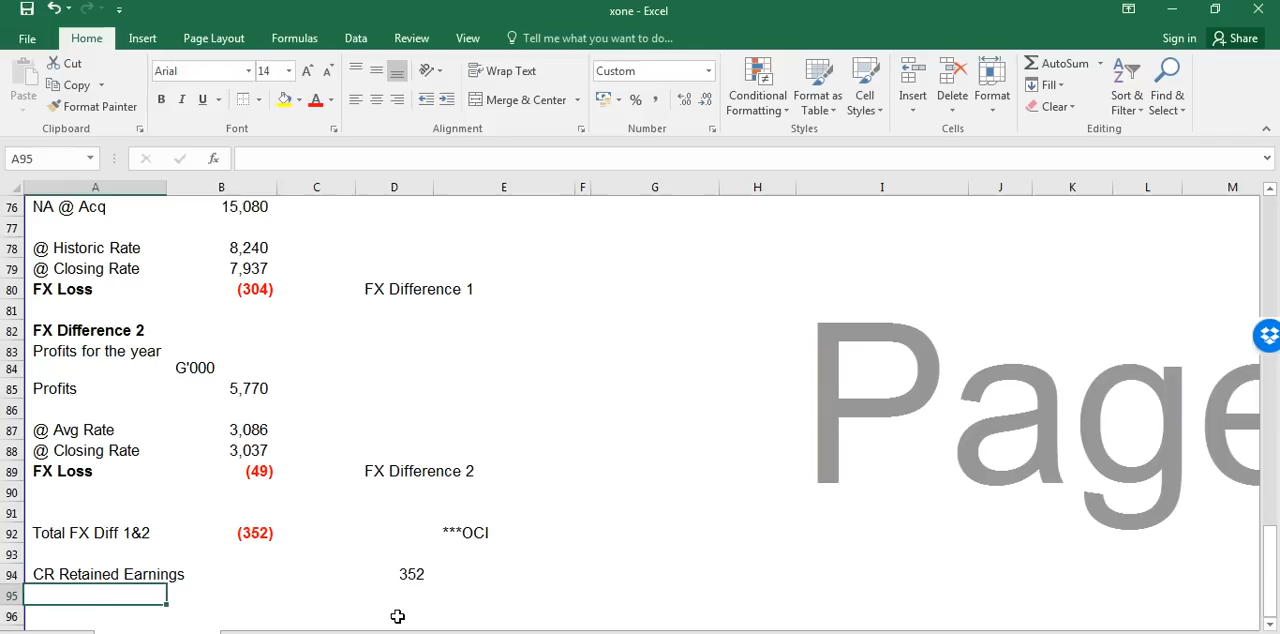 xone - Excel
File Home Insert Page Layout Formulas Data Review View Tell me what you want to do... Sign in Share
Paste Cut Copy Format Painter Clipboard
Arial 14 B I U A Font
Wrap Text Merge & Center Alignment
Custom % , Number
Conditional Formatting Format as Table Cell Styles Styles
Insert Delete Format Cells
AutoSum Fill Clear Sort & Filter Find & Select Editing
A95 fx
A B C D E F G H I J K L M
76 NA @ Acq 15,080
77
78 @ Historic Rate 8,240
79 @ Closing Rate 7,937
80 FX Loss (304) FX Difference 1
81
82 FX Difference 2
83 Profits for the year
84 G'000
85 Profits 5,770
86
87 @ Avg Rate 3,086
88 @ Closing Rate 3,037
89 FX Loss (49) FX Difference 2
90
91
92 Total FX Diff 1&2 (352) ***OCI
93
94 CR Retained Earnings 352
95
96
Page